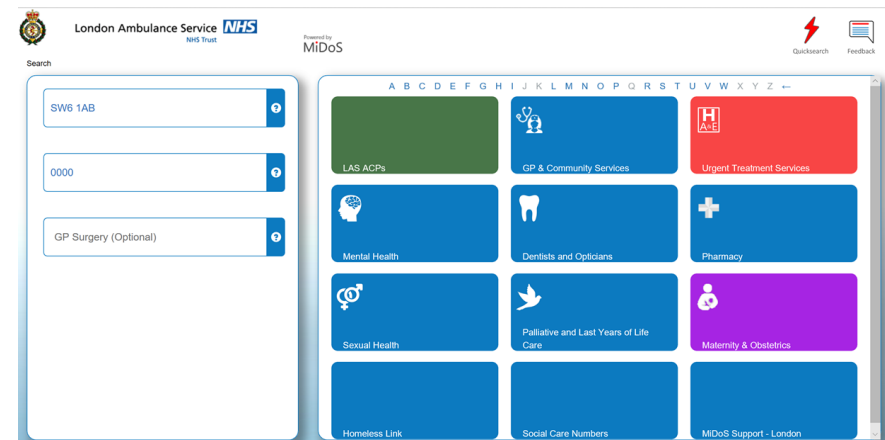 London Ambulance Service NHS
NHS Trust
Powered by
MiDoS
Quicksearch
Feedback
Search
SW6 1AB
0000
GP Surgery (Optional)
A B C D E F G H I J K L M N O P Q R S T U V W X Y Z ←
LAS ACPs
GP & Community Services
H
A&E
Urgent Treatment Services
Mental Health
Dentists and Opticians
Pharmacy
Sexual Health
Palliative and Last Years of Life
Care
Maternity & Obstetrics
Homeless Link
Social Care Numbers
MiDoS Support - London